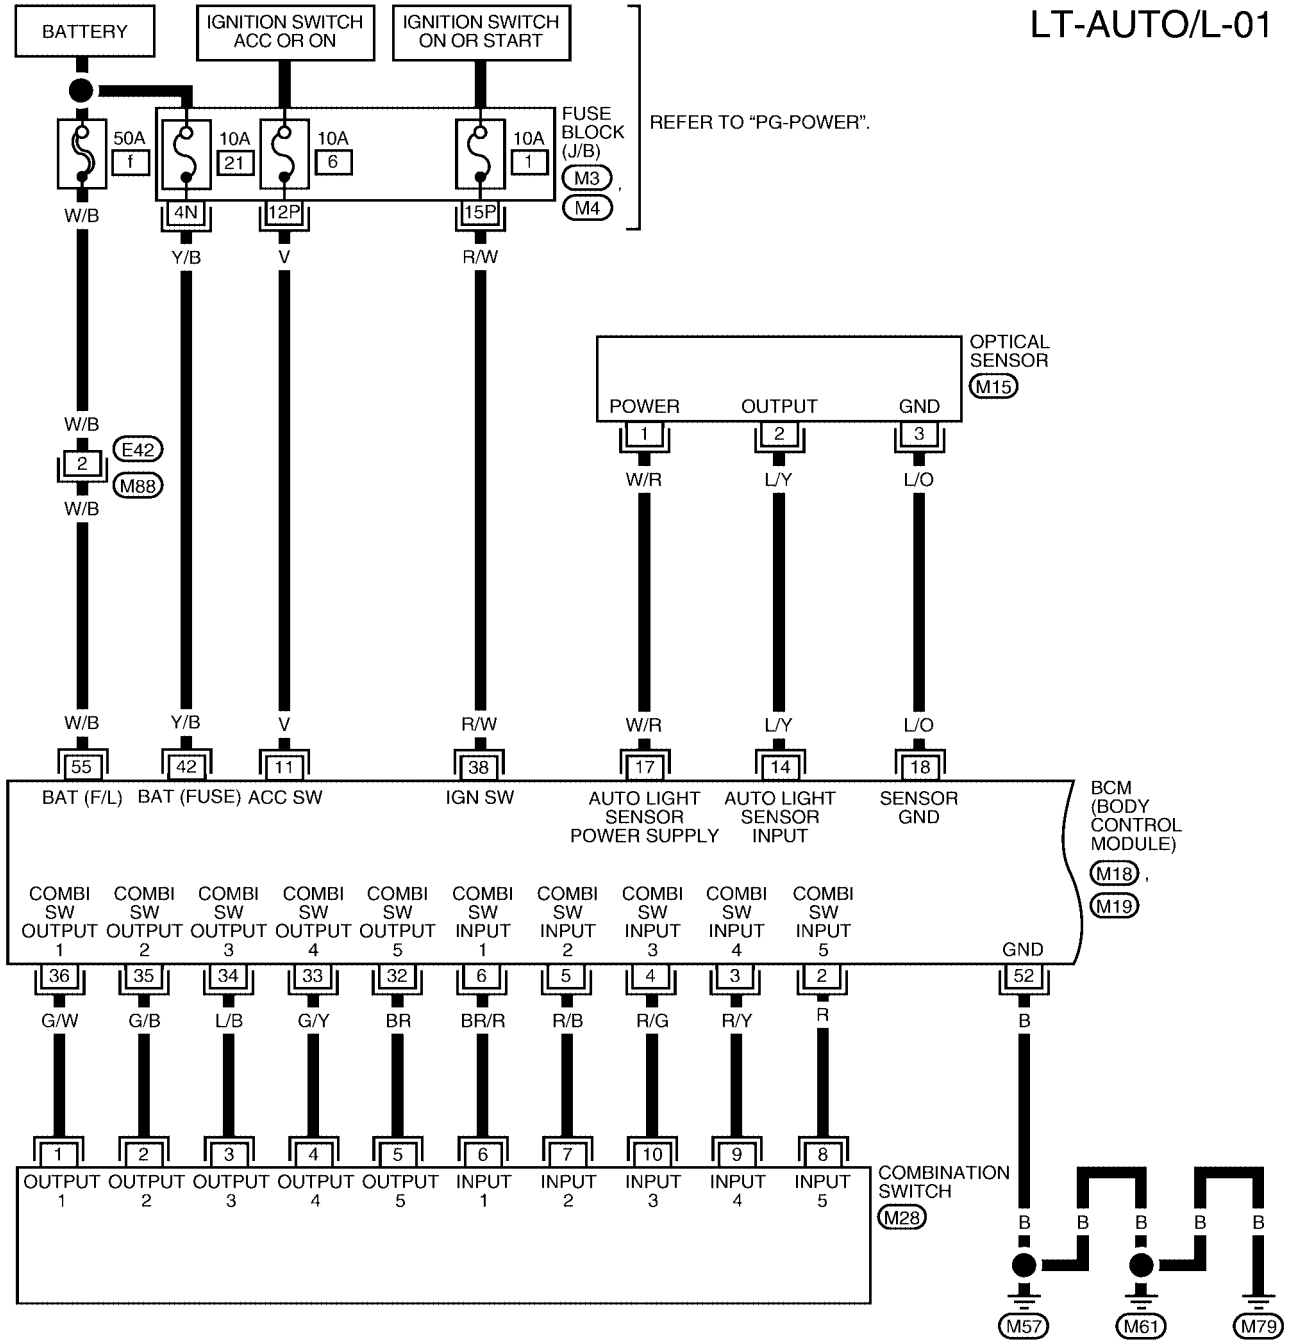 LT-AUTO/L-01
BATTERY
IGNITION SWITCH
ACC OR ON
IGNITION SWITCH
ON OR START
REFER TO “PG-POWER”.
50A
f
10A
21
10A
6
10A
1
FUSE
BLOCK
(J/B)
M3 ,
M4
4N
12P
15P
W/B
Y/B
V
R/W
OPTICAL
SENSOR
M15
POWER
OUTPUT
GND
1
2
3
W/B
2
E42
M88
W/B
W/R
L/Y
L/O
W/B
Y/B
V
R/W
W/R
L/Y
L/O
55
42
11
38
17
14
18
BAT (F/L)
BAT (FUSE)
ACC SW
IGN SW
AUTO LIGHT
SENSOR
POWER SUPPLY
AUTO LIGHT
SENSOR
INPUT
SENSOR
GND
BCM
(BODY
CONTROL
MODULE)
M18 ,
M19
COMBI
SW
OUTPUT
1
COMBI
SW
OUTPUT
2
COMBI
SW
OUTPUT
3
COMBI
SW
OUTPUT
4
COMBI
SW
OUTPUT
5
COMBI
SW
INPUT
1
COMBI
SW
INPUT
2
COMBI
SW
INPUT
3
COMBI
SW
INPUT
4
COMBI
SW
INPUT
5
GND
36
35
34
33
32
6
5
4
3
2
52
G/W
G/B
L/B
G/Y
BR
BR/R
R/B
R/G
R/Y
R
B
1
2
3
4
5
6
7
10
9
8
OUTPUT
1
OUTPUT
2
OUTPUT
3
OUTPUT
4
OUTPUT
5
INPUT
1
INPUT
2
INPUT
3
INPUT
4
INPUT
5
COMBINATION
SWITCH
M28
B
B
B
B
B
M57
M61
M79